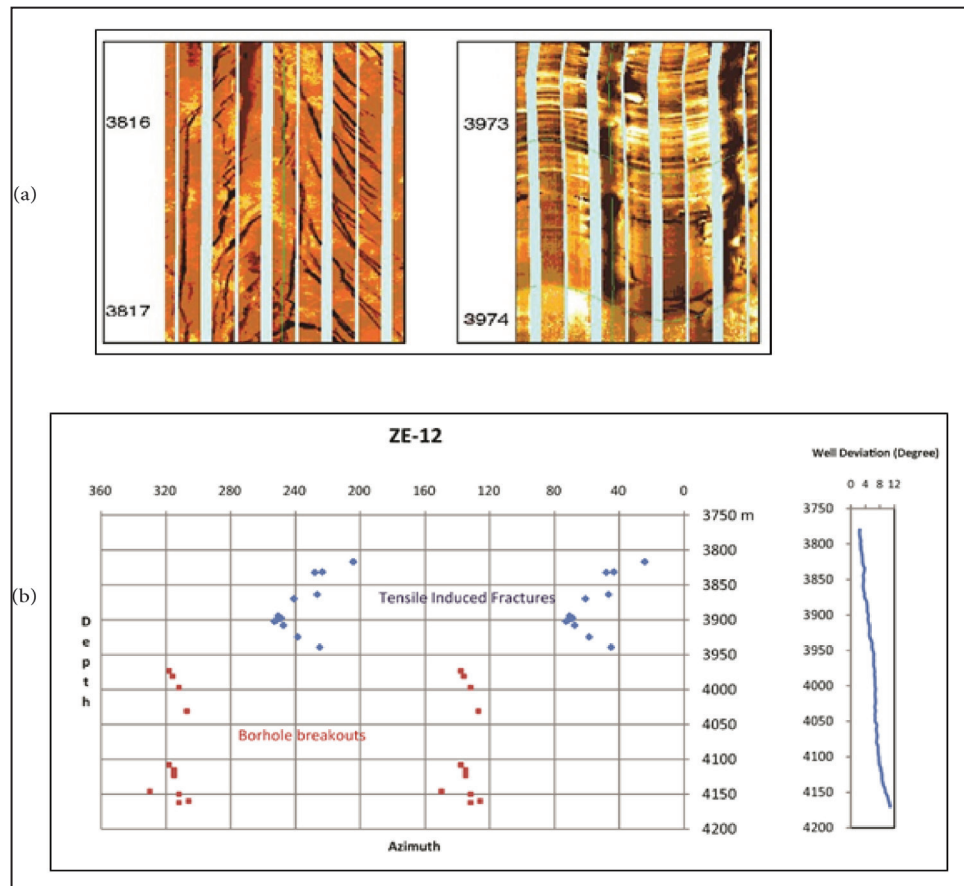 (a)
3816
3817
3973
3974
(b)
ZE-12
360 320 280 240 200 160 120 80 40 0
3750 m
3800
3850
3900
3950
4000
4050
4100
4150
4200
Depth
Tensile Induced Fractures
Borhole breakouts
Azimuth
Well Deviation (Degree)
0 4 8 12
3750
3800
3850
3900
3950
4000
4050
4100
4150
4200